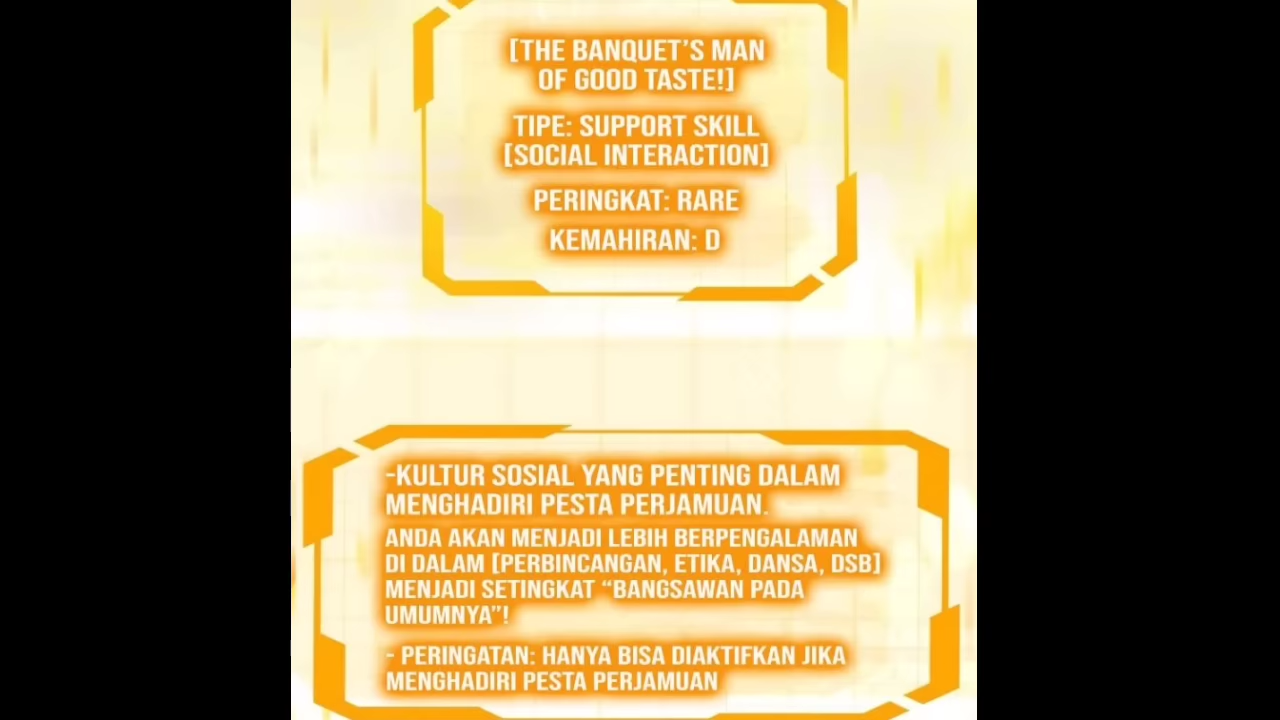 [THE BANQUET'S MAN
OF GOOD TASTE!]
TIPE: SUPPORT SKILL
[SOCIAL INTERACTION]
PERINGKAT: RARE
KEMAHIRAN: D
-KULTUR SOSIAL YANG PENTING DALAM
MENGHADIRI PESTA PERJAMUAN.
ANDA AKAN MENJADI LEBIH BERPENGALAMAN
DI DALAM [PERBINCANGAN, ETIKA, DANSA, DSB]
MENJADI SETINGKAT “BANGSAWAN PADA
UMUMNYA”!
- PERINGATAN: HANYA BISA DIAKTIFKAN JIKA
MENGHADIRI PESTA PERJAMUAN